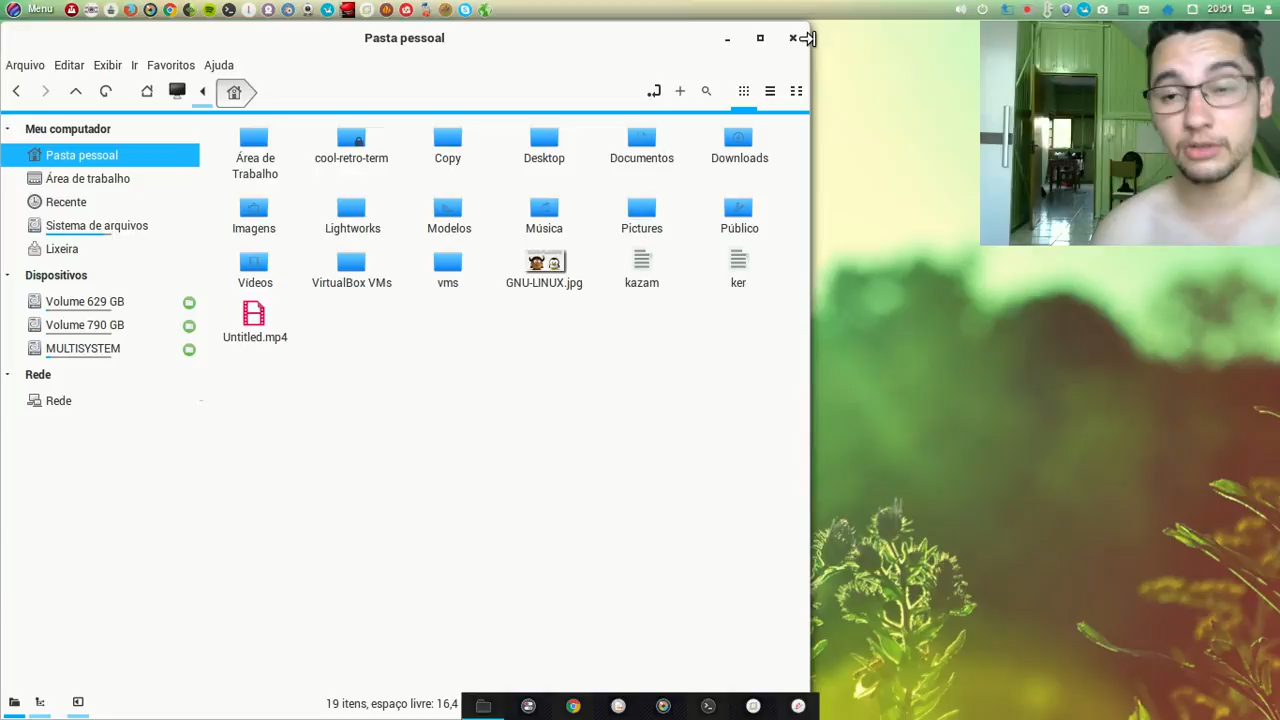 Menu
20:01
Pasta pessoal
Arquivo Editar Exibir Ir Favoritos Ajuda
Meu computador
Pasta pessoal
Área de trabalho
Recente
Sistema de arquivos
Lixeira
Dispositivos
Volume 629 GB
Volume 790 GB
MULTISYSTEM
Rede
Rede
Área de
Trabalho
cool-retro-term
Copy
Desktop
Documentos
Downloads
Imagens
Lightworks
Modelos
Música
Pictures
Público
Vídeos
VirtualBox VMs
vms
GNU-LINUX.jpg
kazam
ker
Untitled.mp4
19 itens, espaço livre: 16,4